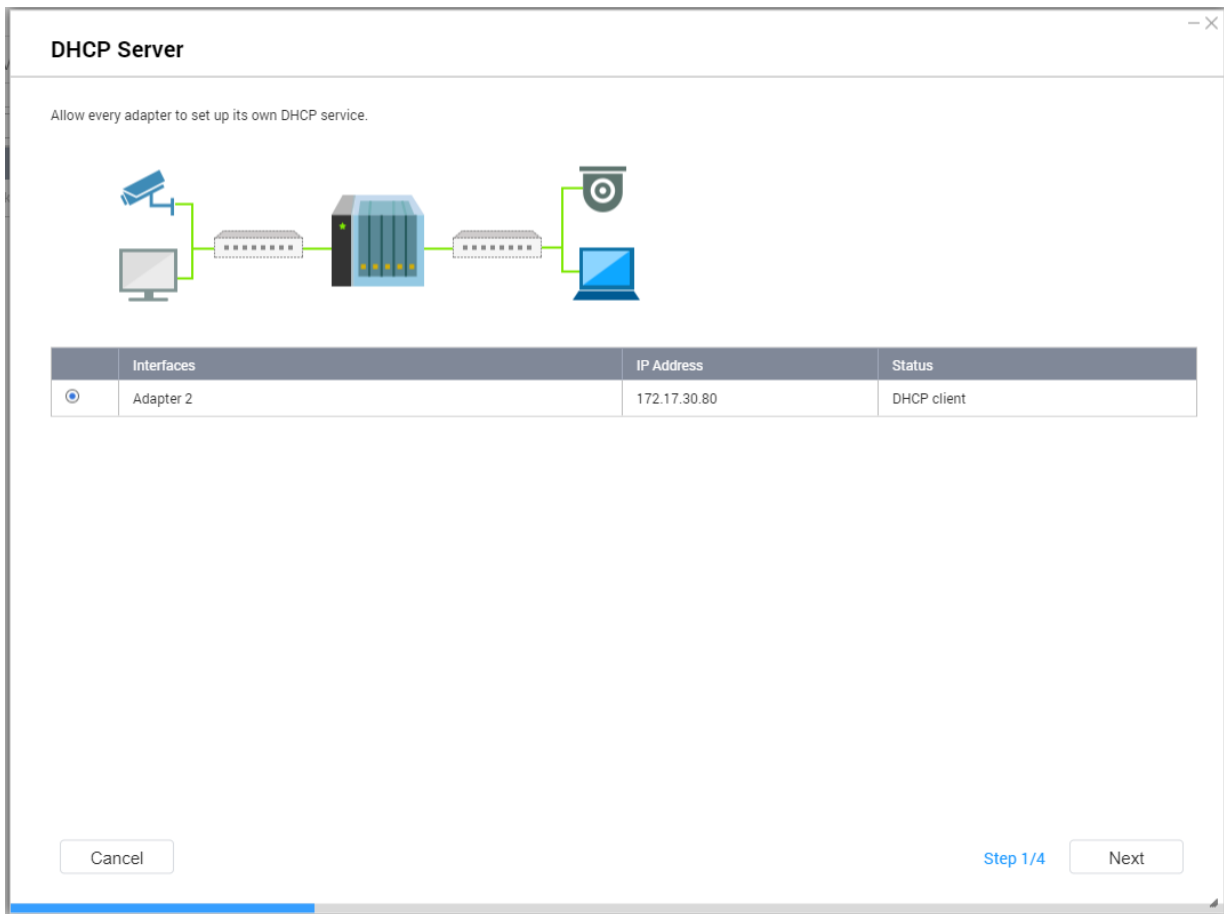 DHCP Server
Allow every adapter to set up its own DHCP service.
Interfaces IP Address Status
Adapter 2 172.17.30.80 DHCP client
Cancel Step 1/4 Next